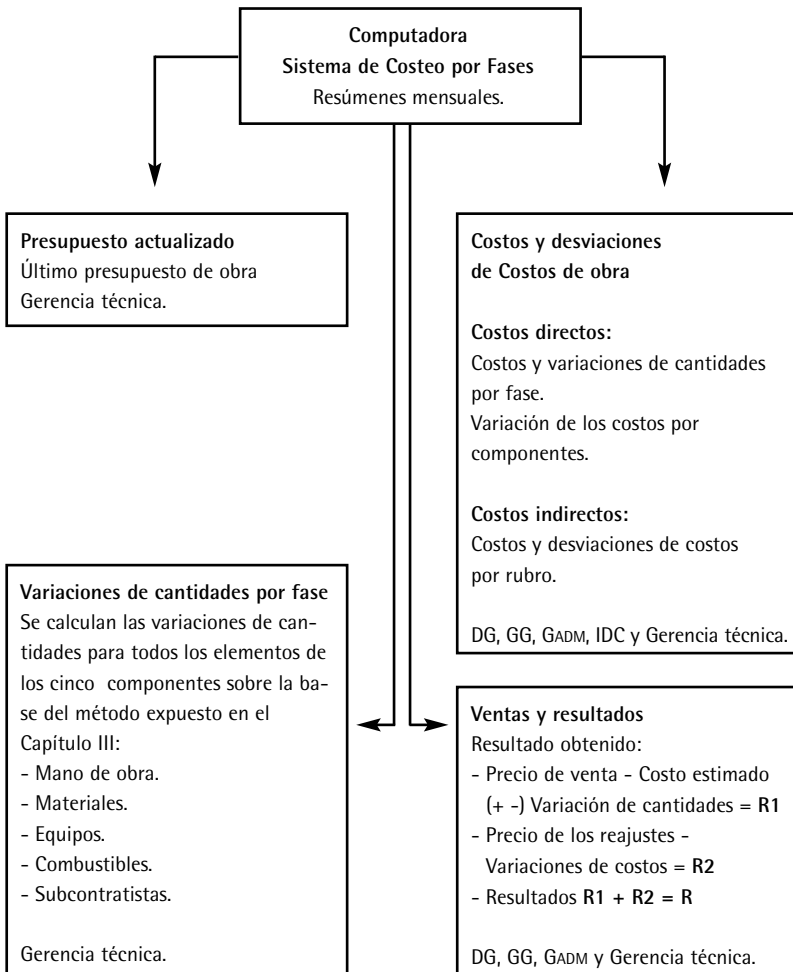 Computadora
Sistema de Costeo por Fases
Resúmenes mensuales.
Presupuesto actualizado
Último presupuesto de obra
Gerencia técnica.
Costos y desviaciones
de Costos de obra
Costos directos:
Costos y variaciones de cantidades
por fase.
Variación de los costos por
componentes.
Costos indirectos:
Costos y desviaciones de costos
por rubro.
DG, GG, GADM, IDC y Gerencia técnica.
Variaciones de cantidades por fase
Se calculan las variaciones de can-
tidades para todos los elementos de
los cinco componentes sobre la ba-
se del método expuesto en el
Capítulo III:
- Mano de obra.
- Materiales.
- Equipos.
- Combustibles.
- Subcontratistas.
Gerencia técnica.
Ventas y resultados
Resultado obtenido:
- Precio de venta - Costo estimado
(+ -) Variación de cantidades = R1
- Precio de los reajustes -
Variaciones de costos = R2
- Resultados R1 + R2 = R
DG, GG, GADM y Gerencia técnica.